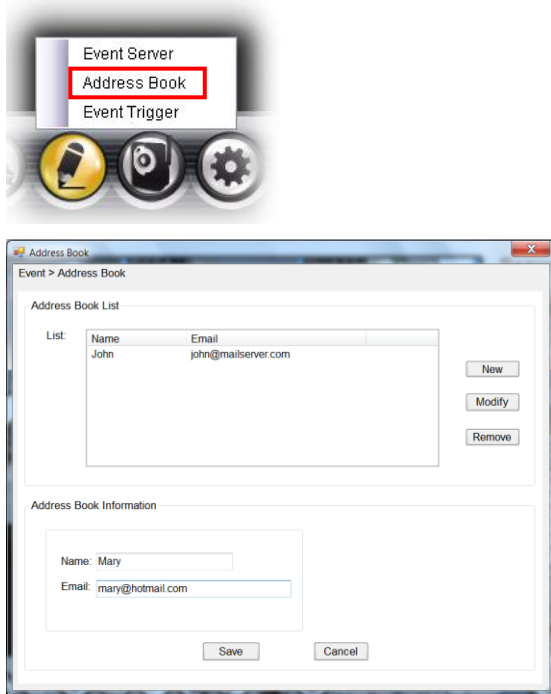 Event Server
Address Book
Event Trigger
Address Book
Event > Address Book
Address Book List
List:
Name Email
John john@mailserver.com
New
Modify
Remove
Address Book Information
Name: Mary
Email: mary@hotmail.com
Save Cancel